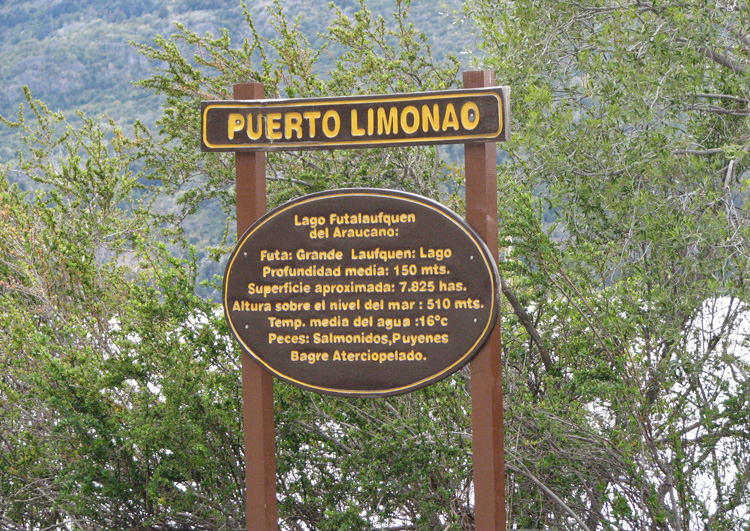 PUERTO LIMONAO
Lago Futalaufquen
del Araucano:
Futa: Grande Laufquen: Lago
Profundidad media: 150 mts.
Superficie aproximada: 7.825 has.
Altura sobre el nivel del mar : 510 mts.
Temp. media del agua :16ºc
Peces: Salmonidos,Puyenes
Bagre Aterciopelado.